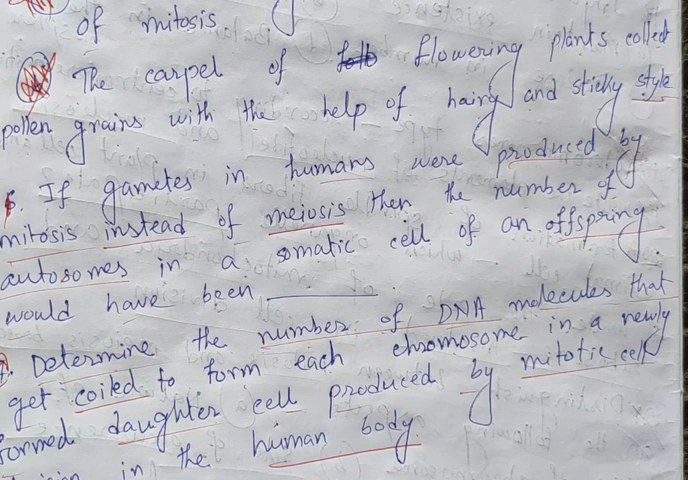 of mitosis
The carpel of flowering plants collect
pollen grains with the help of hairy and sticky style
If gametes in humans were produced by
mitosis instead of meiosis then the number of
autosomes in a somatic cell of an offspring
would have been ________.
Determine the number of DNA molecules that
get coiled to form each chromosome in a newly
formed daughter cell produced by mitotic cell
in the human body.